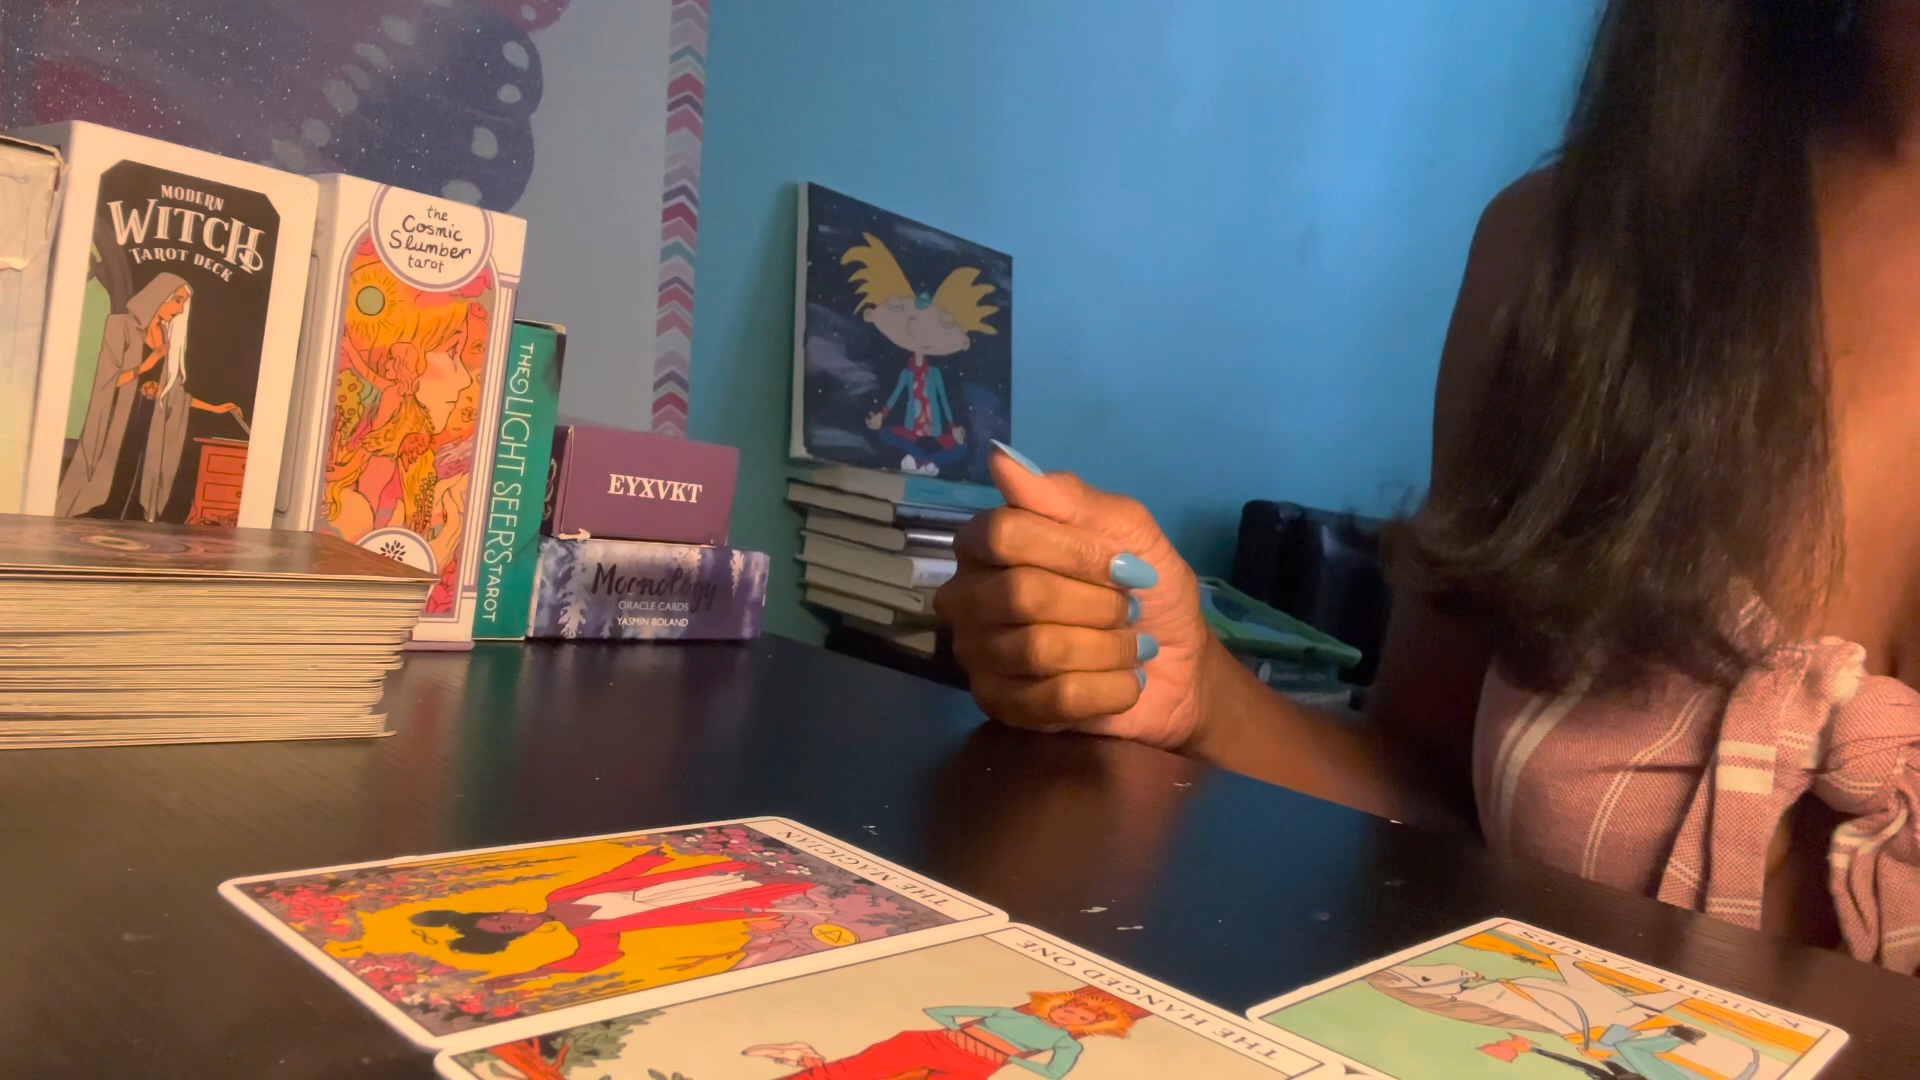 MODERN
WITCH
TAROT DECK
the
Cosmic
Slumber
tarot
THE LIGHT SEER'S TAROT
EYXVKT
Moonology
ORACLE CARDS
YASMIN BOLAND
THE MAGICIAN
I
THE HANGED ONE
KNIGHT of CUPS